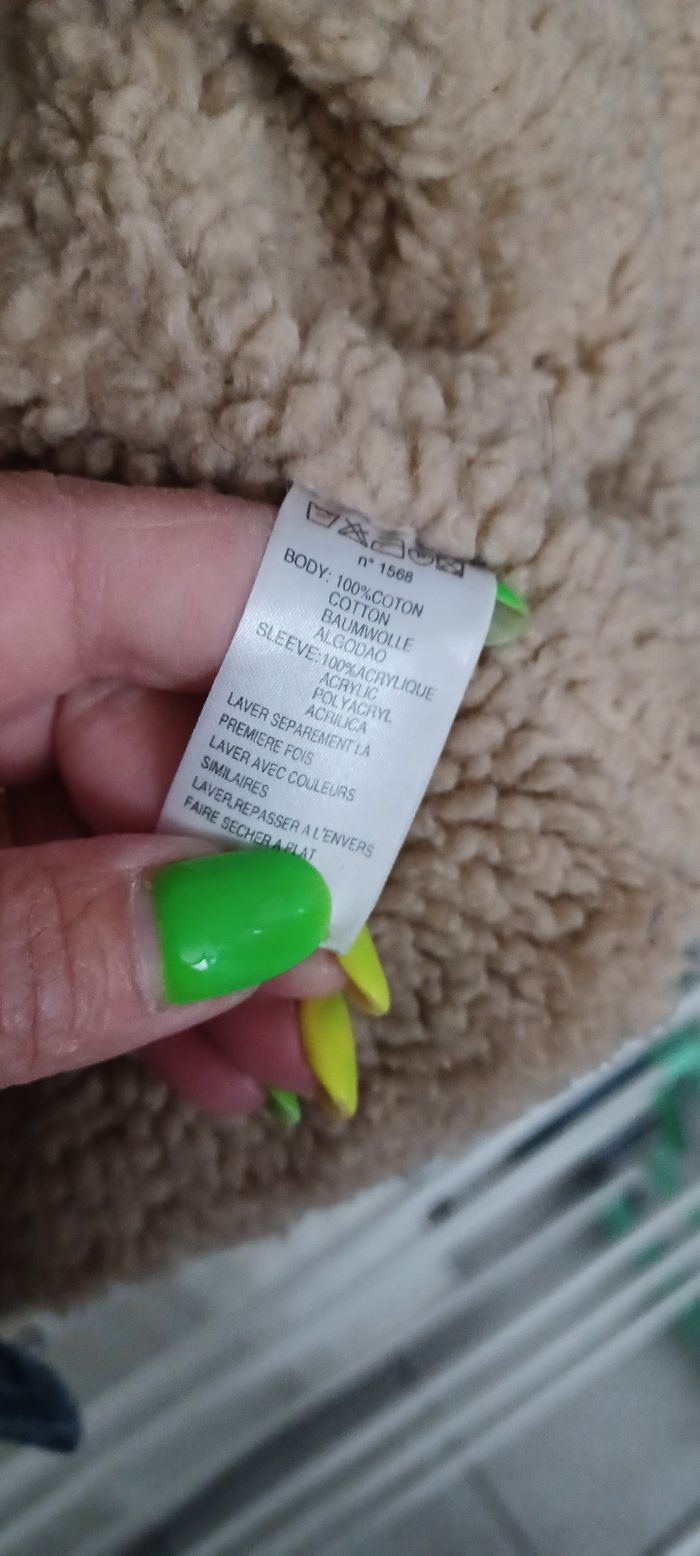 n° 1568
BODY: 100%COTON
COTTON
BAUMWOLLE
ALGODAO
SLEEVE:100%ACRYLIQUE
ACRYLIC
POLYACRYL
ACRILICA
LAVER SEPAREMENT LA
PREMIERE FOIS
LAVER AVEC COULEURS
SIMILAIRES
LAVER,REPASSER A L'ENVERS
FAIRE SECHER A PLAT